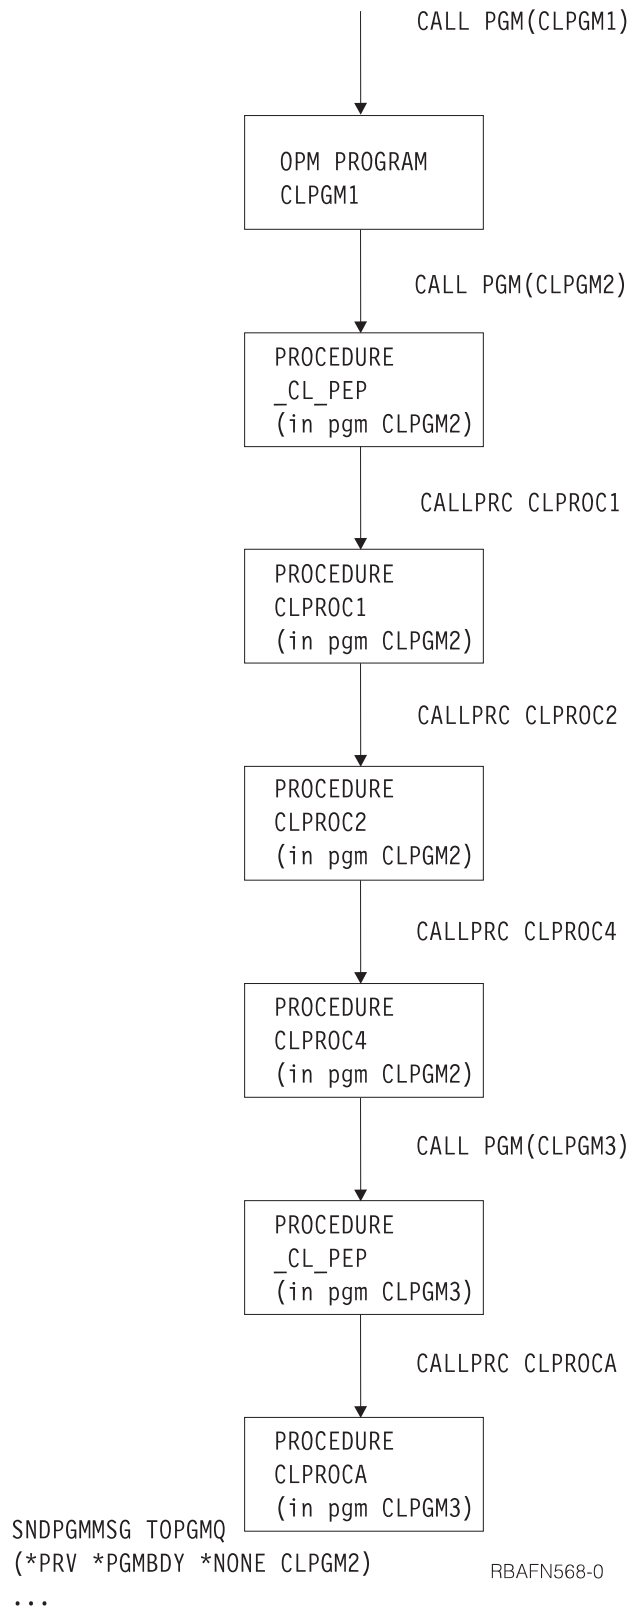 CALL PGM(CLPGM1)
OPM PROGRAM
CLPGM1
CALL PGM(CLPGM2)
PROCEDURE
_CL_PEP
(in pgm CLPGM2)
CALLPRC CLPROC1
PROCEDURE
CLPROC1
(in pgm CLPGM2)
CALLPRC CLPROC2
PROCEDURE
CLPROC2
(in pgm CLPGM2)
CALLPRC CLPROC4
PROCEDURE
CLPROC4
(in pgm CLPGM2)
CALL PGM(CLPGM3)
PROCEDURE
_CL_PEP
(in pgm CLPGM3)
CALLPRC CLPROCA
PROCEDURE
CLPROCA
(in pgm CLPGM3)
SNDPGMMSG TOPGMQ
(*PRV *PGMBDY *NONE CLPGM2)
...
RBAFN568-0